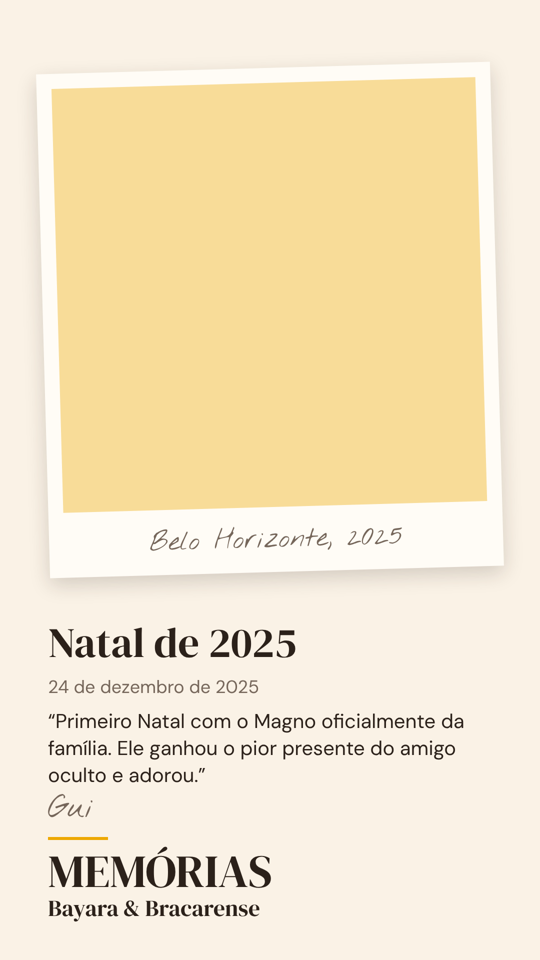 Belo Horizonte, 2025
Natal de 2025
24 de dezembro de 2025
“Primeiro Natal com o Magno oficialmente da
família. Ele ganhou o pior presente do amigo
oculto e adorou.”
Gui
MEMÓRIAS
Bayara & Bracarense